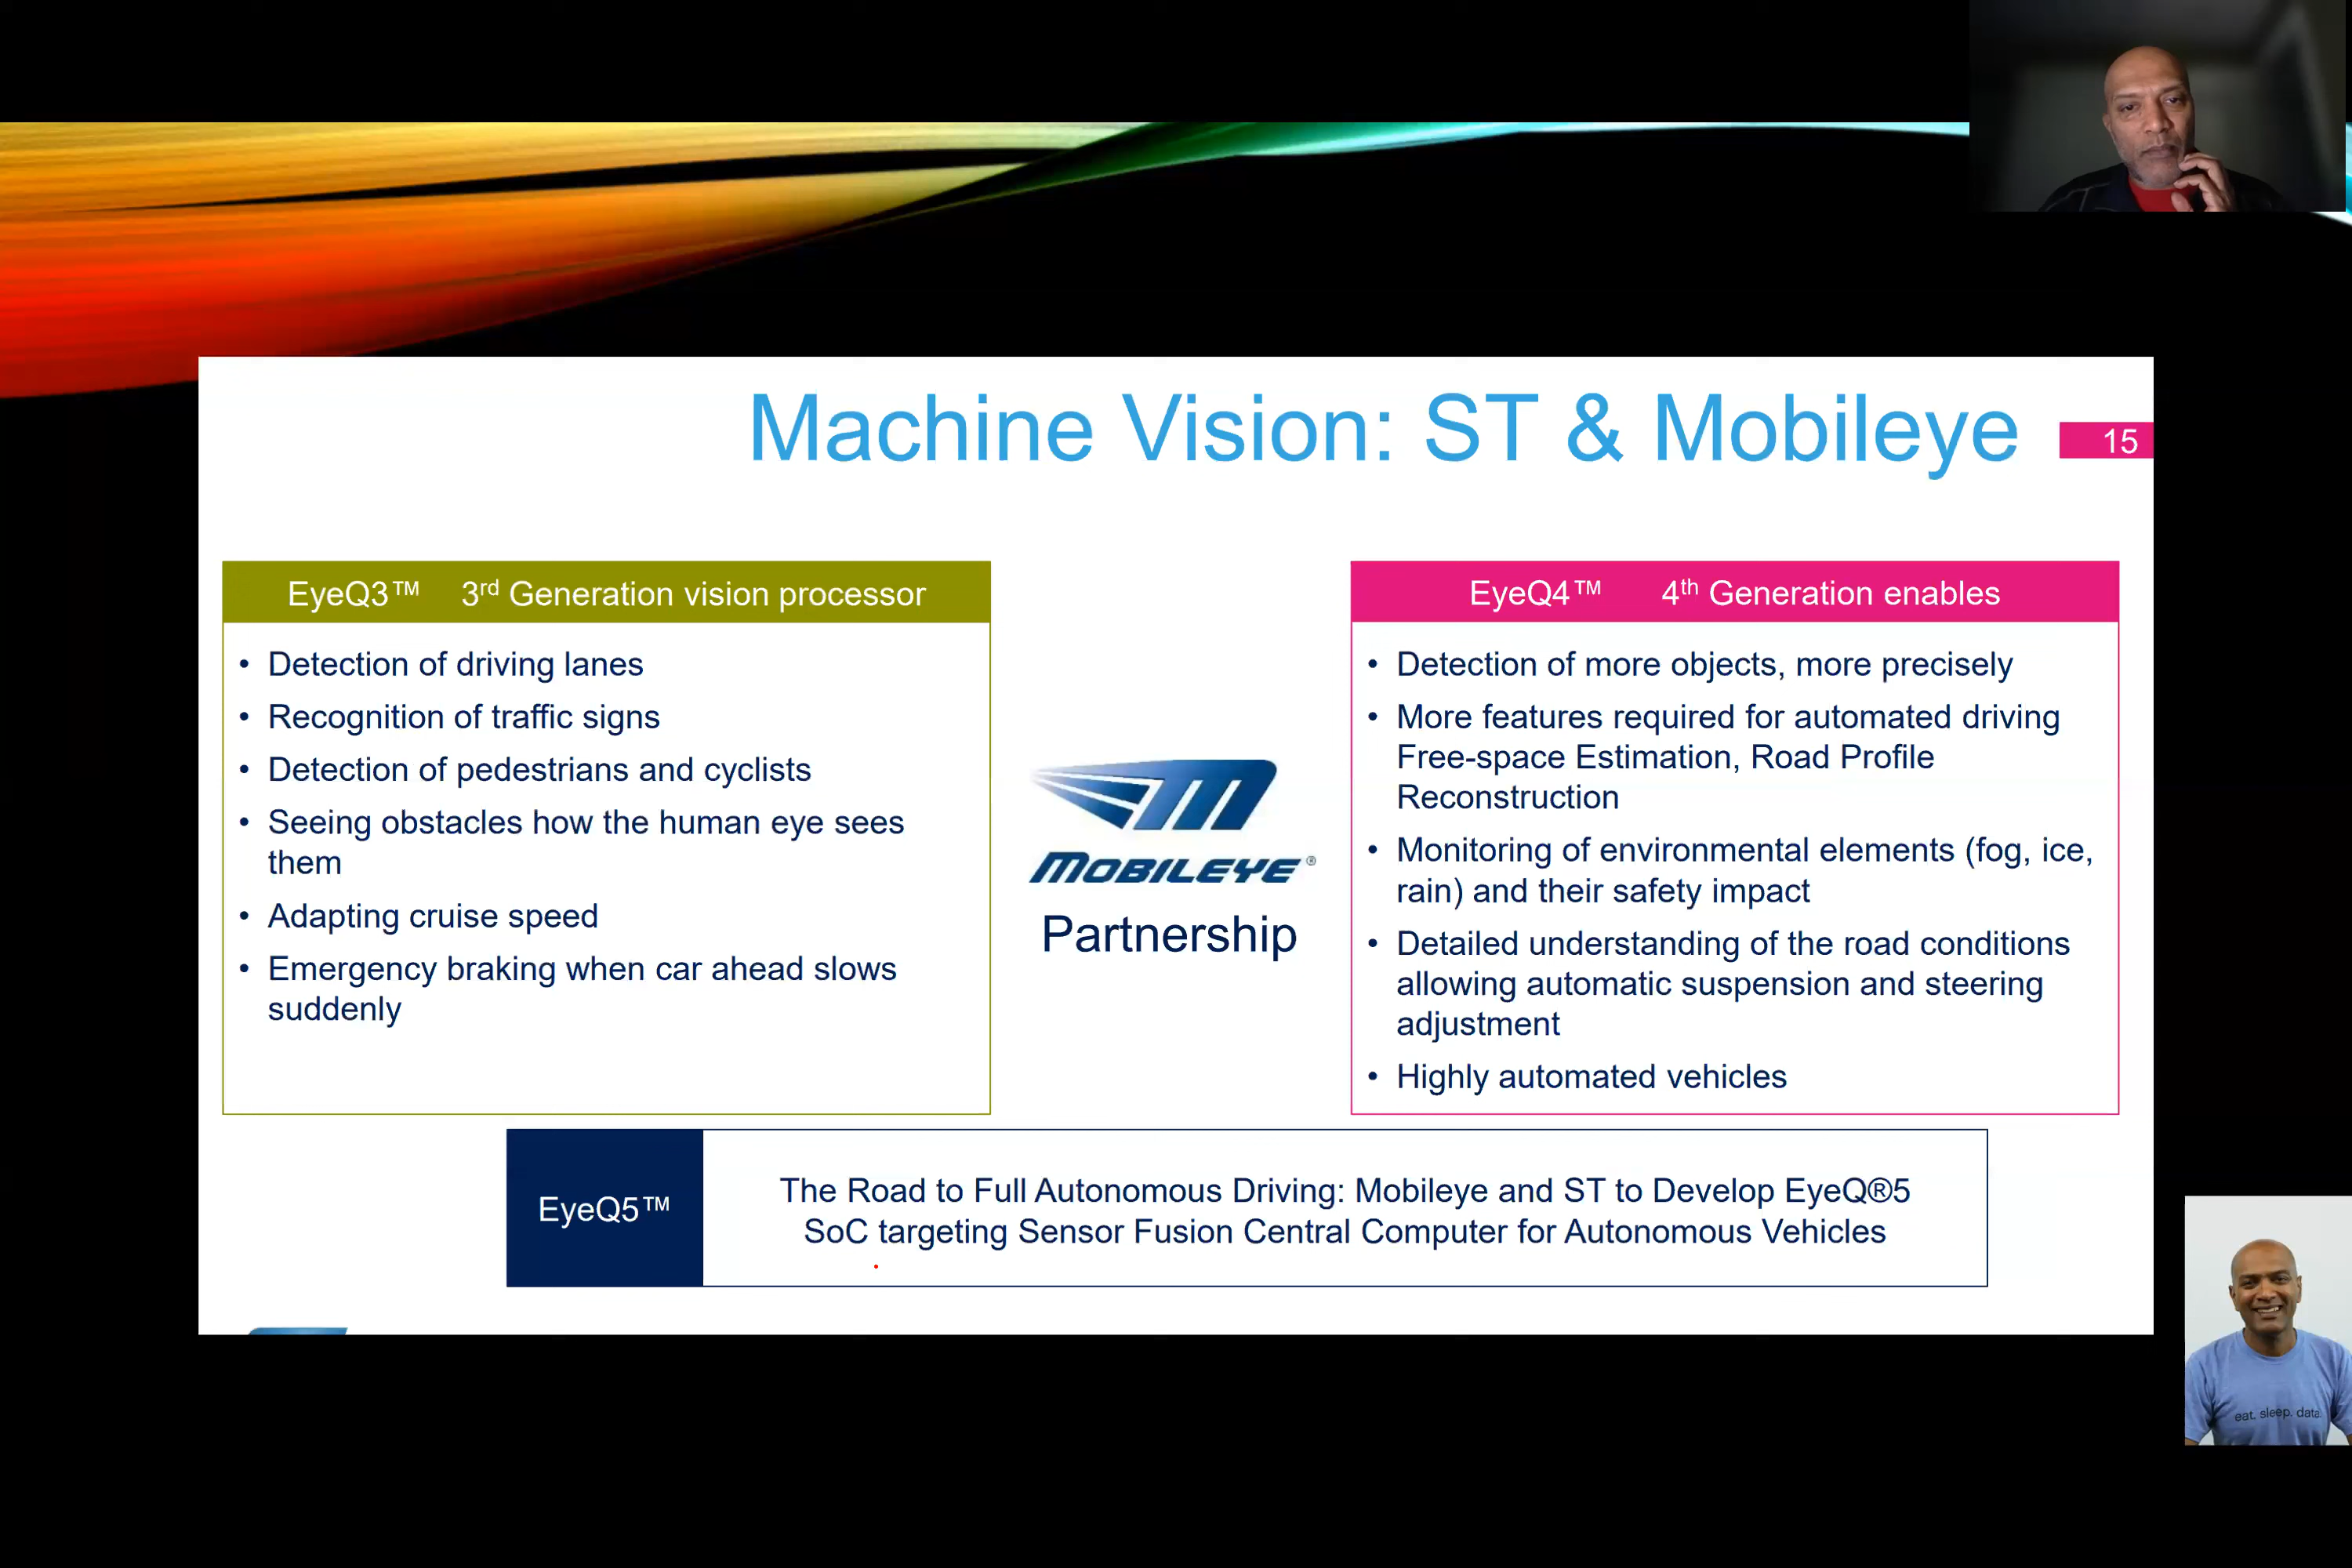 Machine Vision: ST & Mobileye
15
EyeQ3™ 3rd Generation vision processor
• Detection of driving lanes
• Recognition of traffic signs
• Detection of pedestrians and cyclists
• Seeing obstacles how the human eye sees
them
• Adapting cruise speed
• Emergency braking when car ahead slows
suddenly
MOBILEYE®
Partnership
EyeQ4™ 4th Generation enables
• Detection of more objects, more precisely
• More features required for automated driving
Free-space Estimation, Road Profile
Reconstruction
• Monitoring of environmental elements (fog, ice,
rain) and their safety impact
• Detailed understanding of the road conditions
allowing automatic suspension and steering
adjustment
• Highly automated vehicles
EyeQ5™
The Road to Full Autonomous Driving: Mobileye and ST to Develop EyeQ®5
SoC targeting Sensor Fusion Central Computer for Autonomous Vehicles
eat. sleep. data.